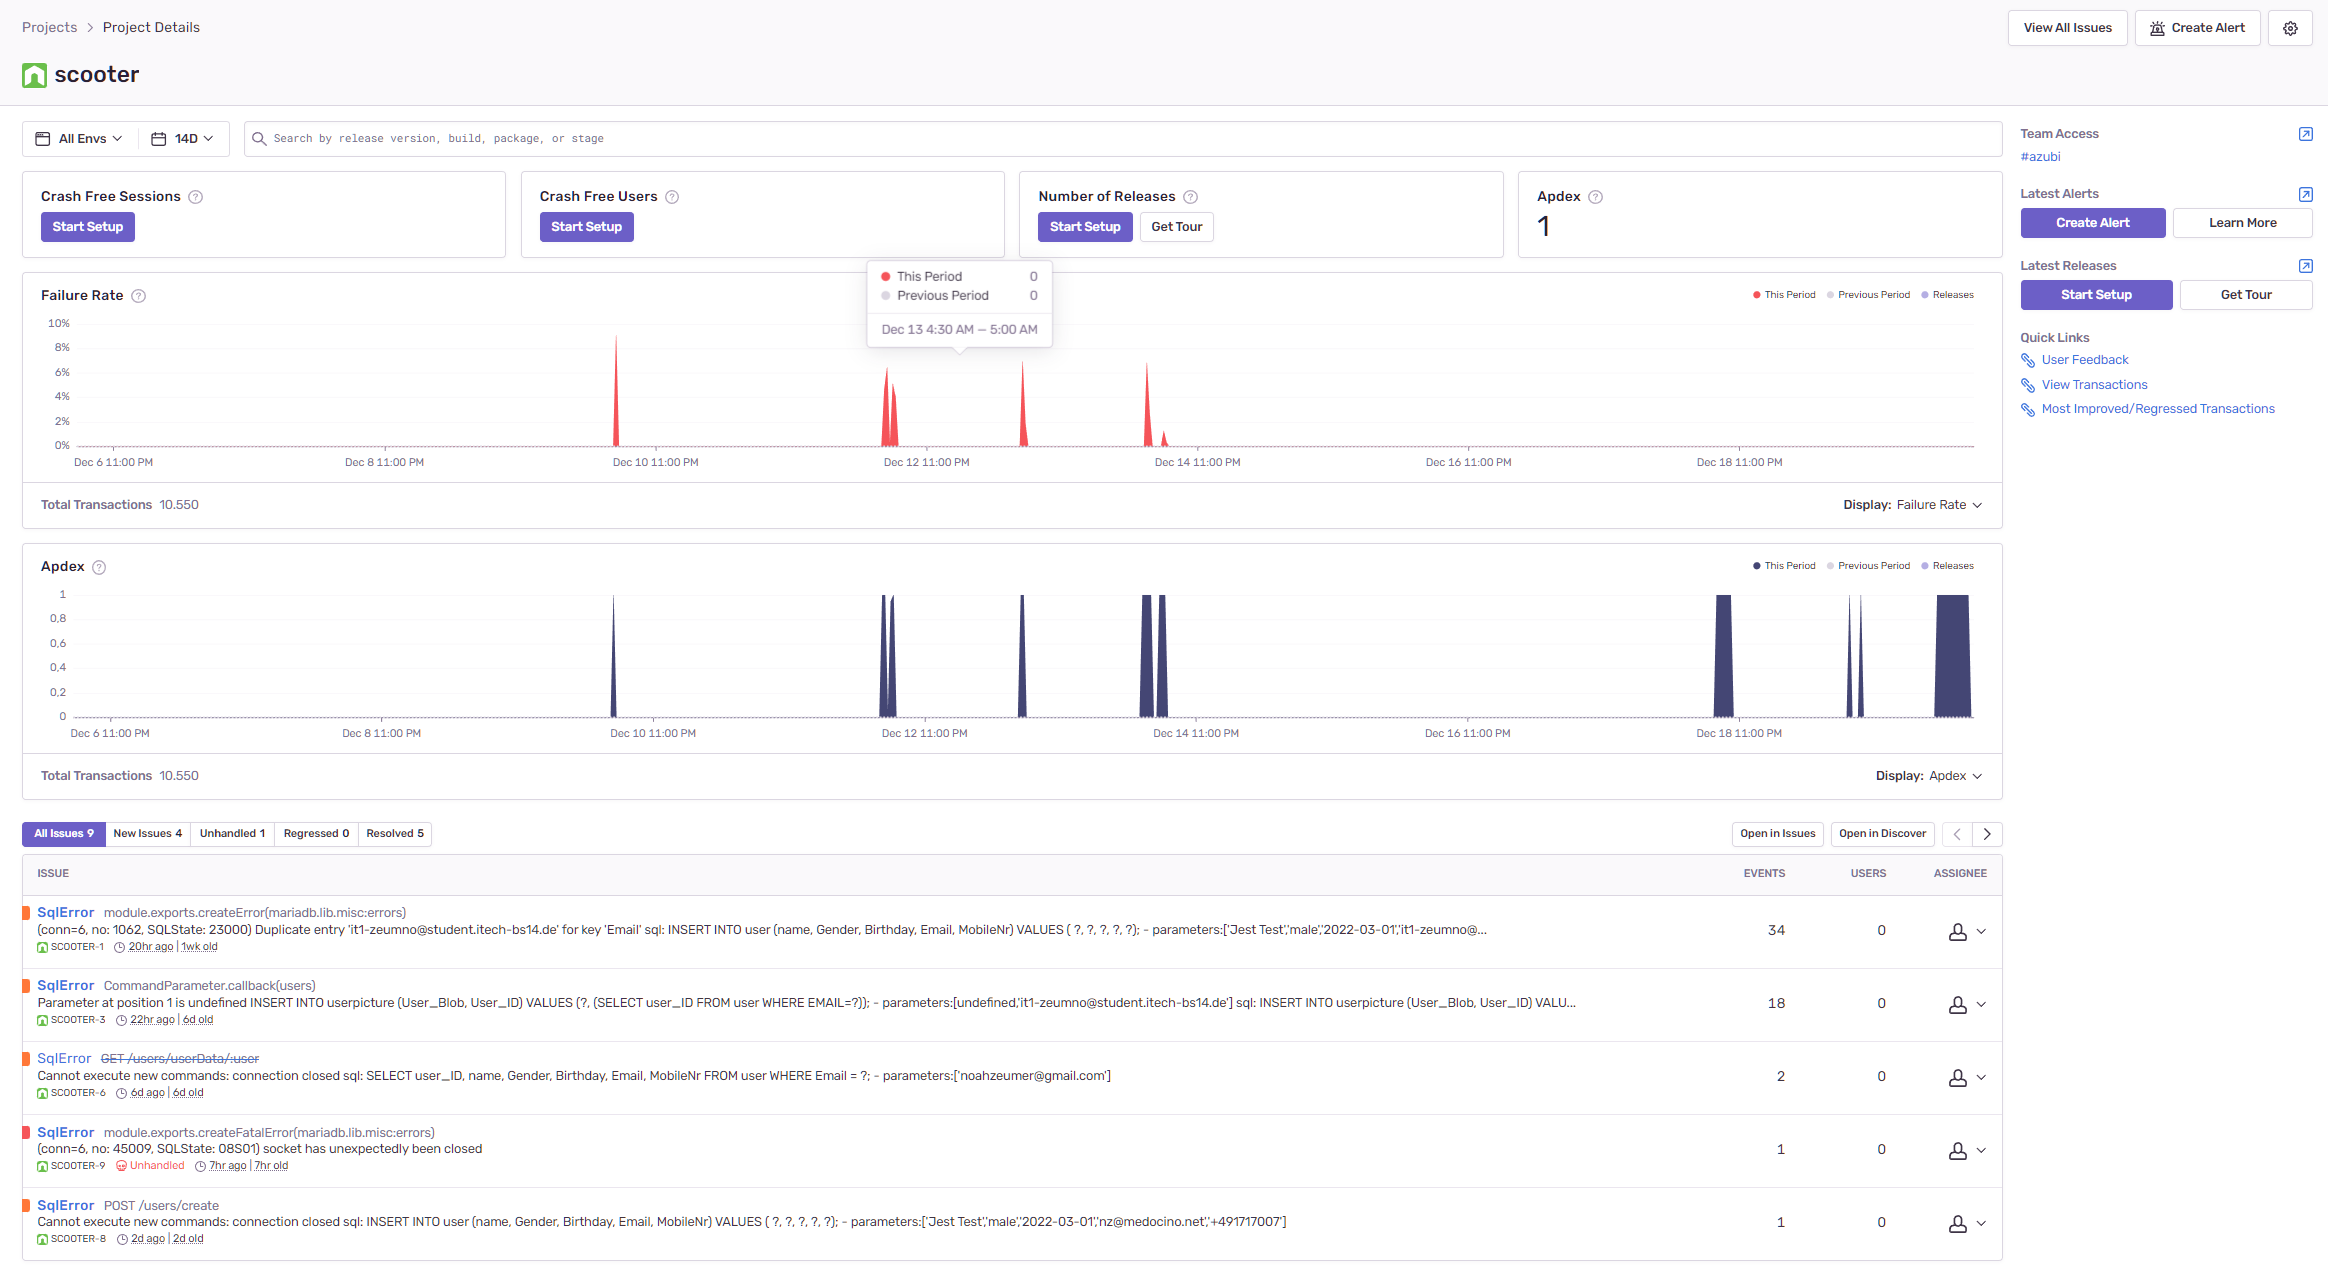 Projects > Project Details
View All Issues
Create Alert
scooter
All Envs
14D
Search by release version, build, package, or stage
Crash Free Sessions ?
Start Setup
Crash Free Users ?
Start Setup
Number of Releases ?
Start Setup
Get Tour
Apdex ?
1
Failure Rate ?
This Period 0
Previous Period 0
Dec 13 4:30 AM — 5:00 AM
This Period Previous Period Releases
10%
8%
6%
4%
2%
0%
Dec 6 11:00 PM Dec 8 11:00 PM Dec 10 11:00 PM Dec 12 11:00 PM Dec 14 11:00 PM Dec 16 11:00 PM Dec 18 11:00 PM
Total Transactions 10.550
Display: Failure Rate
Apdex ?
This Period Previous Period Releases
1
0,8
0,6
0,4
0,2
0
Dec 6 11:00 PM Dec 8 11:00 PM Dec 10 11:00 PM Dec 12 11:00 PM Dec 14 11:00 PM Dec 16 11:00 PM Dec 18 11:00 PM
Total Transactions 10.550
Display: Apdex
All Issues 9 New Issues 4 Unhandled 1 Regressed 0 Resolved 5
Open in Issues Open in Discover
ISSUE EVENTS USERS ASSIGNEE
SqlError module.exports.createError(mariadb.lib.misc:errors)
(conn=6, no: 1062, SQLState: 23000) Duplicate entry 'it1-zeumno@student.itech-bs14.de' for key 'Email' sql: INSERT INTO user (name, Gender, Birthday, Email, MobileNr) VALUES ( ?, ?, ?, ?, ?); - parameters:['Jest Test','male','2022-03-01','it1-zeumno@...
34 0
SCOOTER-1 20hr ago | 1wk old
SqlError CommandParameter.callback(users)
Parameter at position 1 is undefined INSERT INTO userpicture (User_Blob, User_ID) VALUES (?, (SELECT user_ID FROM user WHERE EMAIL=?)); - parameters:[undefined,'it1-zeumno@student.itech-bs14.de'] sql: INSERT INTO userpicture (User_Blob, User_ID) VALU...
18 0
SCOOTER-3 22hr ago | 6d old
SqlError GET /users/userData/:user
Cannot execute new commands: connection closed sql: SELECT user_ID, name, Gender, Birthday, Email, MobileNr FROM user WHERE Email = ?; - parameters:['noahzeumer@gmail.com']
2 0
SCOOTER-6 6d ago | 6d old
SqlError module.exports.createFatalError(mariadb.lib.misc:errors)
(conn=6, no: 45009, SQLState: 08S01) socket has unexpectedly been closed
1 0
SCOOTER-9 Unhandled 7hr ago | 7hr old
SqlError POST /users/create
Cannot execute new commands: connection closed sql: INSERT INTO user (name, Gender, Birthday, Email, MobileNr) VALUES ( ?, ?, ?, ?, ?); - parameters:['Jest Test','male','2022-03-01','nz@medocino.net','+491717007']
1 0
SCOOTER-8 2d ago | 2d old
Team Access
#azubi
Latest Alerts
Create Alert
Learn More
Latest Releases
Start Setup
Get Tour
Quick Links
User Feedback
View Transactions
Most Improved/Regressed Transactions